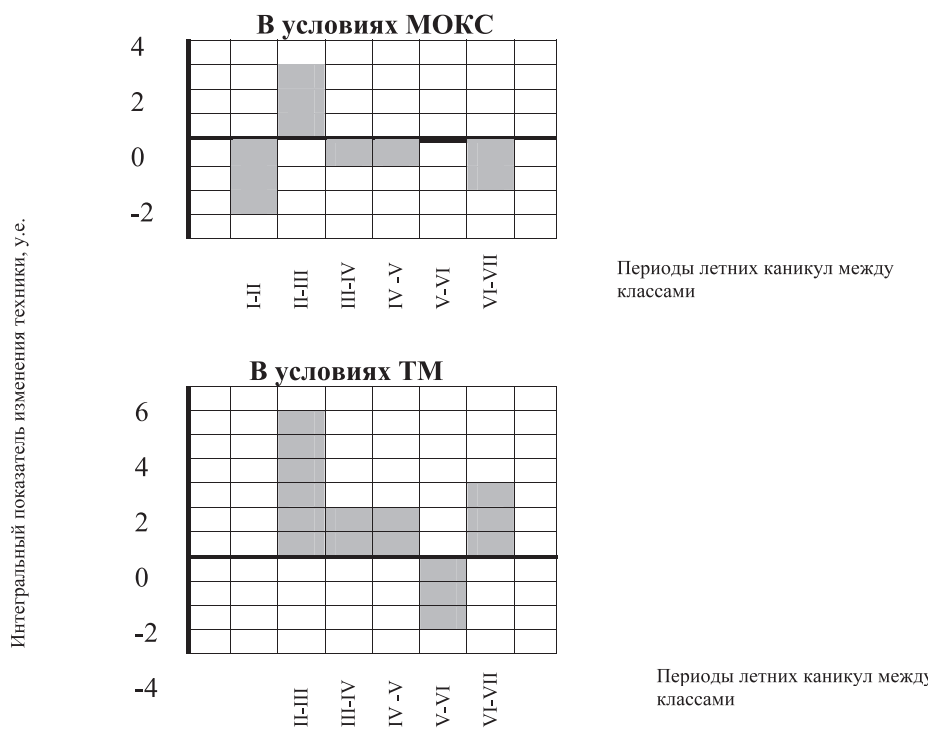 В условиях МОКС
4
2
0
-2
I-II
II-III
III-IV
IV -V
V-VI
VI-VII
Периоды летних каникул между
классами
Интегральный показатель изменения техники, у.е.
В условиях ТМ
6
4
2
0
-2
-4
II-III
III-IV
IV -V
V-VI
VI-VII
Периоды летних каникул между
классами